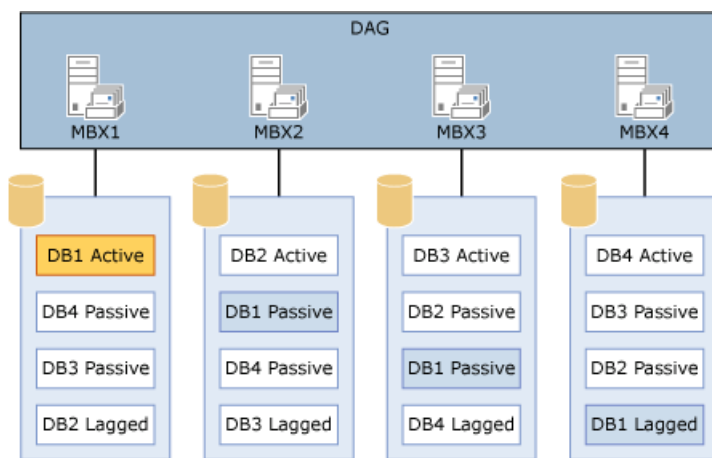 DAG
MBX1
MBX2
MBX3
MBX4
DB1 Active
DB4 Passive
DB3 Passive
DB2 Lagged
DB2 Active
DB1 Passive
DB4 Passive
DB3 Lagged
DB3 Active
DB2 Passive
DB1 Passive
DB4 Lagged
DB4 Active
DB3 Passive
DB2 Passive
DB1 Lagged